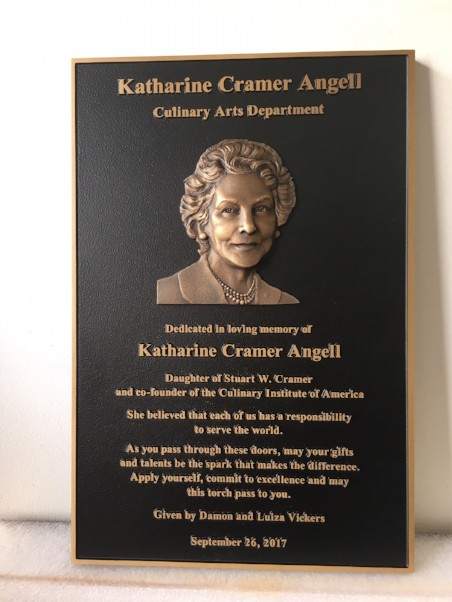 Katharine Cramer Angell
Culinary Arts Department
Dedicated in loving memory of
Katharine Cramer Angell
Daughter of Stuart W. Cramer
and co-founder of the Culinary Institute of America
She believed that each of us has a responsibility
to serve the world.
As you pass through these doors, may your gifts
and talents be the spark that makes the difference.
Apply yourself, commit to excellence and may
this torch pass to you.
Given by Damon and Luiza Vickers
September 26, 2017